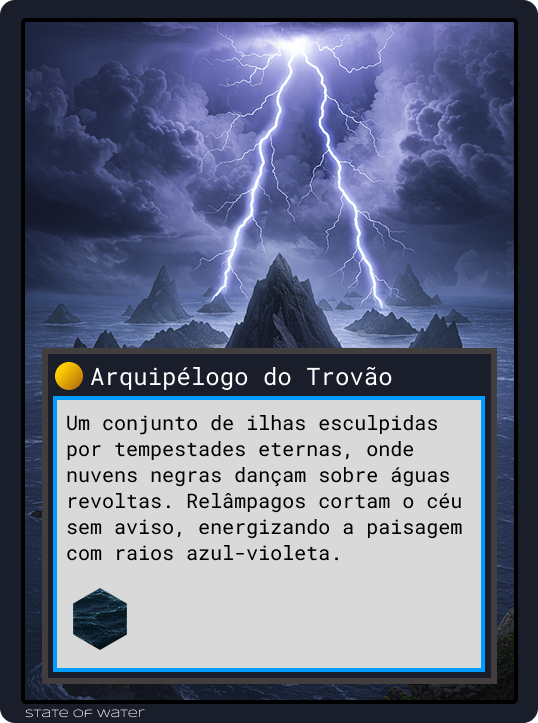 Arquipélogo do Trovão
Um conjunto de ilhas esculpidas
por tempestades eternas, onde
nuvens negras dançam sobre águas
revoltas. Relâmpagos cortam o céu
sem aviso, energizando a paisagem
com raios azul-violeta.
STATE OF WATER